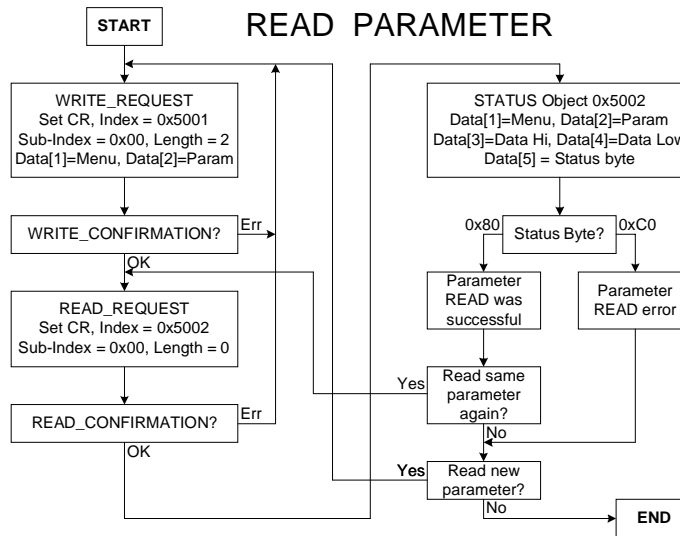 READ PARAMETER
START
WRITE_REQUEST
Set CR, Index = 0x5001
Sub-Index = 0x00, Length = 2
Data[1]=Menu, Data[2]=Param
WRITE_CONFIRMATION?
Err
OK
READ_REQUEST
Set CR, Index = 0x5002
Sub-Index = 0x00, Length = 0
READ_CONFIRMATION?
Err
OK
STATUS Object 0x5002
Data[1]=Menu, Data[2]=Param
Data[3]=Data Hi, Data[4]=Data Low
Data[5] = Status byte
0x80
Status Byte?
0xC0
Parameter
READ was
successful
Parameter
READ error
Yes
Read same
parameter
again?
No
Yes
Read new
parameter?
No
END